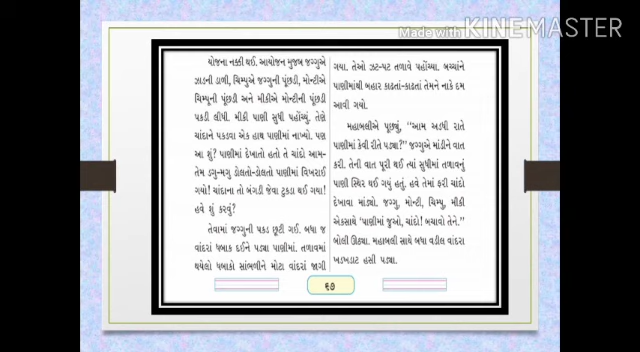 Made with KINEMASTER
યોજના નક્કી થઈ. આયોજન મુજબ જગ્ગુએ
ઝાડની ડાળી, ચિમ્પુએ જગ્ગુની પૂંછડી, મોન્ટીએ
ચિમ્પૂની પૂંછડી અને મીકીએ મોન્ટીની પૂંછડી
પકડી લીધી. મીકી પાણી સુધી પહોંચ્યું. તેણે
ચાંદાને પકડવા એક હાથ પાણીમાં નાખ્યો. પણ
આ શું? પાણીમાં દેખાતો હતો તે ચાંદો આમ-
તેમ ડગુ-મગુ ડોલતો-ડોલતો પાણીમાં વિખરાઈ
ગયો! ચાંદાના તો બંગડી જેવા ટુકડા થઈ ગયા!
હવે શું કરવું?
તેવામાં જગ્ગુની પકડ છૂટી ગઈ. બધા જ
વાંદરાં ધબાક દઈને પડ્યા પાણીમાં. તળાવમાં
થયેલો ધબાકો સાંભળીને મોટા વાંદરાં જાગી
ગયા. તેઓ ઝટ-પટ તળાવે પહોંચ્યા. બચ્ચાંને
પાણીમાંથી બહાર કાઢતાં-કાઢતાં તેમને નાકે દમ
આવી ગયો.
મહાબલીએ પૂછ્યું, “આમ અડધી રાતે
પાણીમાં કેવી રીતે પડ્યા?” જગ્ગુએ માંડીને વાત
કરી. તેની વાત પૂરી થઈ ત્યાં સુધીમાં તળાવનું
પાણી સ્થિર થઈ ગયું હતું. હવે તેમાં ફરી ચાંદો
દેખાવા માંડ્યો. જગ્ગુ, મોન્ટી, ચિમ્પુ, મીકી
એકસાથે ‘પાણીમાં જુઓ, ચાંદો! બચાવો તેને.”
બોલી ઊઠ્યા. મહાબલી સાથે બધા વડીલ વાંદરા
ખડખડાટ હસી પડ્યા.
૬૭